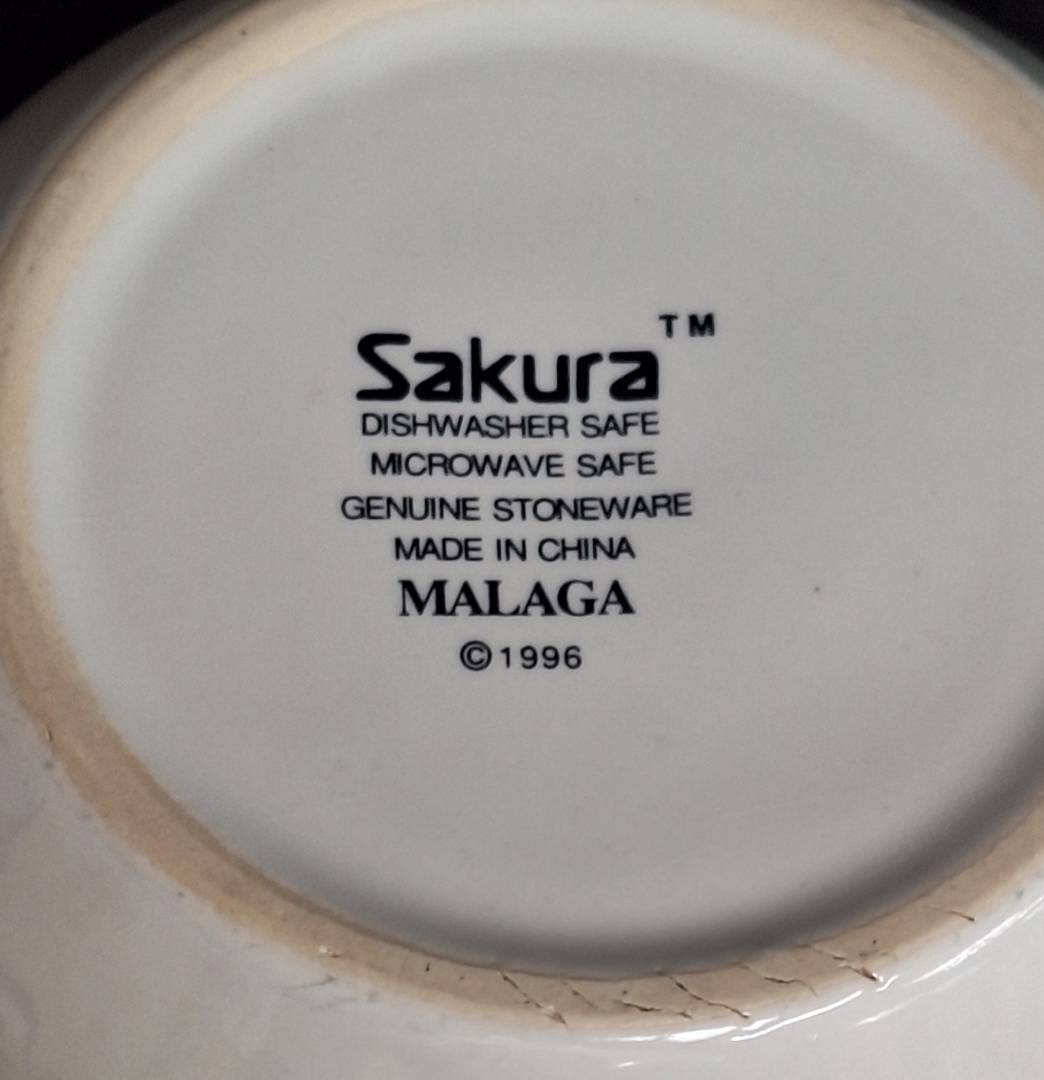 Sakura™
DISHWASHER SAFE
MICROWAVE SAFE
GENUINE STONEWARE
MADE IN CHINA
MALAGA
©1996